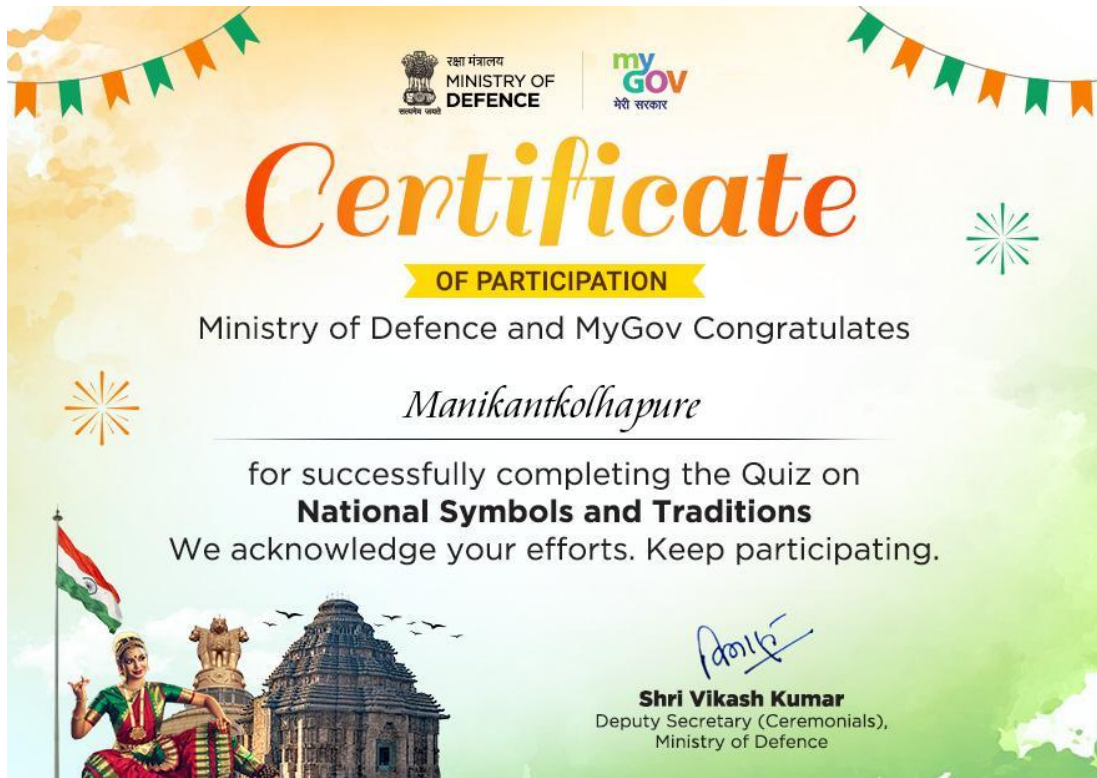 रक्षा मंत्रालय
MINISTRY OF
DEFENCE
सत्यमेव जयते
my
GOV
मेरी सरकार
Certificate
OF PARTICIPATION
Ministry of Defence and MyGov Congratulates
Manikantkolhapure
for successfully completing the Quiz on
National Symbols and Traditions
We acknowledge your efforts. Keep participating.
Shri Vikash Kumar
Deputy Secretary (Ceremonials),
Ministry of Defence